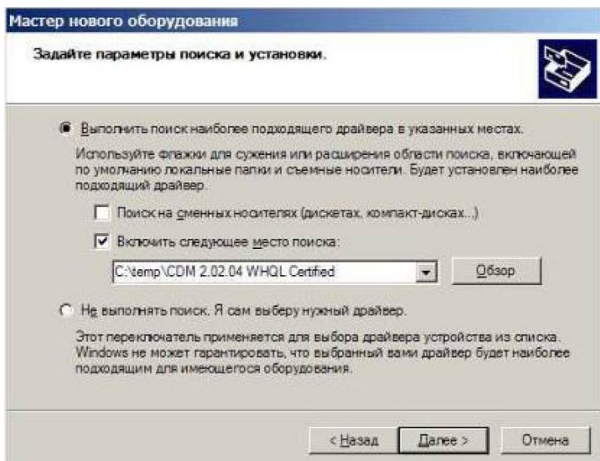 Мастер нового оборудования
Задайте параметры поиска и установки.
Выполнить поиск наиболее подходящего драйвера в указанных местах.
Используйте флажки для сужения или расширения области поиска, включающей
по умолчанию локальные папки и съемные носители. Будет установлен наиболее
подходящий драйвер.
Поиск на сменных носителях (дискетах, компакт-дисках...)
Включить следующее место поиска:
C:\temp\CDM 2.02.04 WHQL Certified
Обзор
Не выполнять поиск. Я сам выберу нужный драйвер.
Этот переключатель применяется для выбора драйвера устройства из списка.
Windows не может гарантировать, что выбранный вами драйвер будет наиболее
подходящим для имеющегося оборудования.
< Назад Далее > Отмена